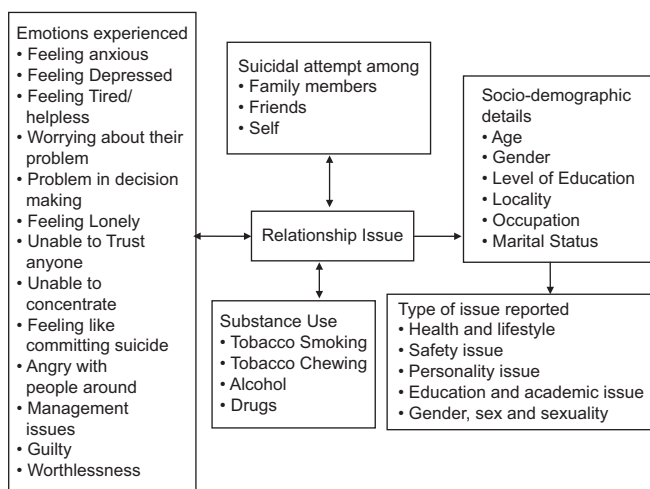 Emotions experienced
• Feeling anxious
• Feeling Depressed
• Feeling Tired/
helpless
• Worrying about their
problem
• Problem in decision
making
• Feeling Lonely
• Unable to Trust
anyone
• Unable to
concentrate
• Feeling like
committing suicide
• Angry with
people around
• Management
issues
• Guilty
• Worthlessness
Suicidal attempt among
• Family members
• Friends
• Self
Relationship Issue
Substance Use
• Tobacco Smoking
• Tobacco Chewing
• Alcohol
• Drugs
Socio-demographic
details
• Age
• Gender
• Level of Education
• Locality
• Occupation
• Marital Status
Type of issue reported
• Health and lifestyle
• Safety issue
• Personality issue
• Education and academic issue
• Gender, sex and sexuality